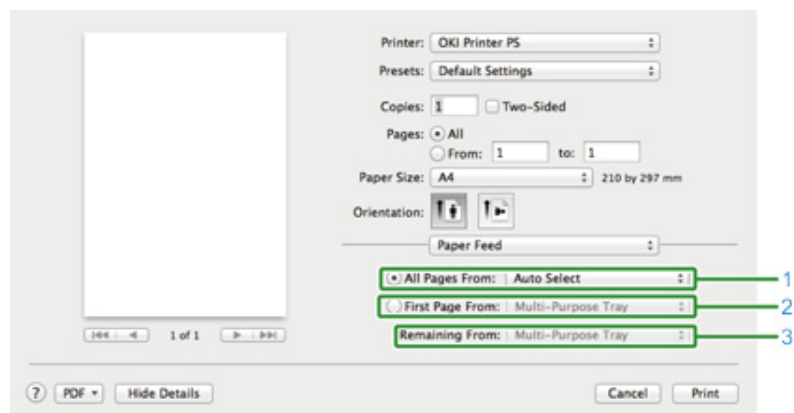 Printer: OKI Printer PS
Presets: Default Settings
Copies: 1 Two-Sided
Pages: All
From: 1 to: 1
Paper Size: A4 210 by 297 mm
Orientation:
Paper Feed
All Pages From: Auto Select 1
First Page From: Multi-Purpose Tray 2
Remaining From: Multi-Purpose Tray 3
1 of 1
? PDF Hide Details Cancel Print